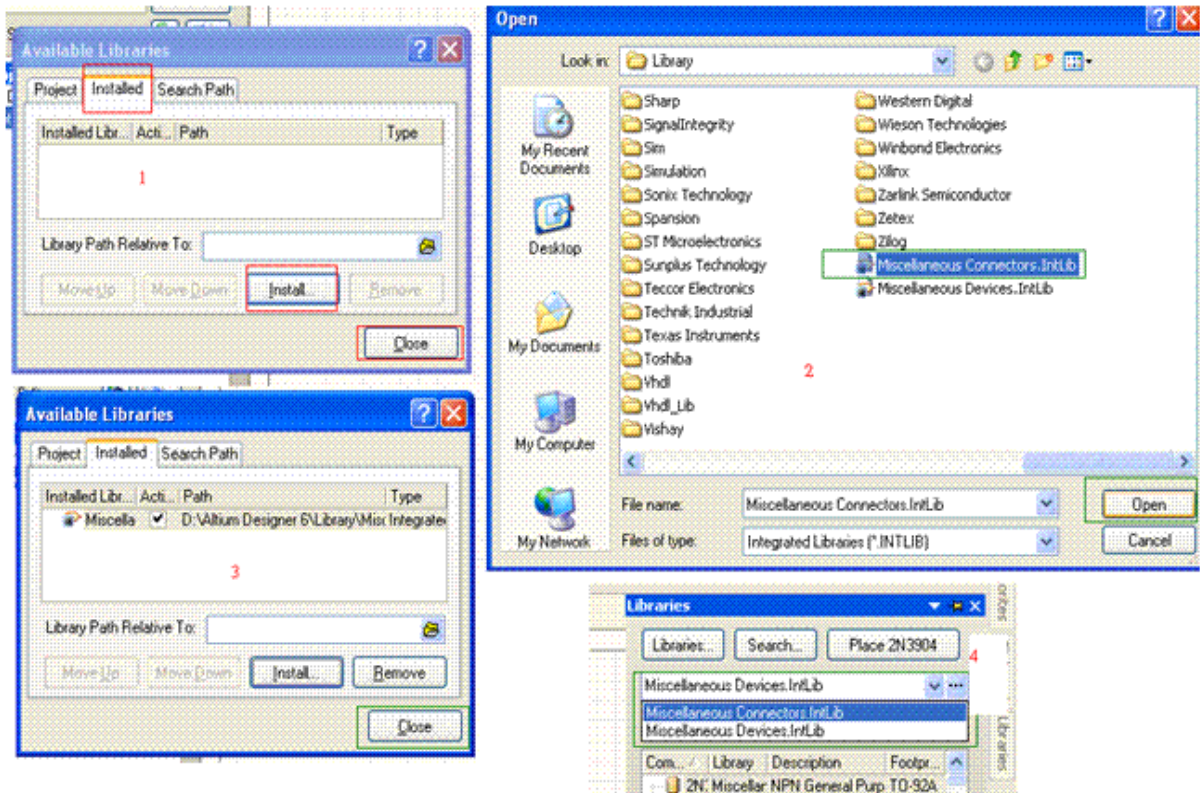 Available Libraries
Project Installed Search Path
Installed Libr... Acti... Path Type
1
Library Path Relative To:
Move Up Move Down Install... Remove
Close
Open
Look in: Library
My Recent Documents
Desktop
My Documents
My Computer
My Network
Sharp
SignalIntegrity
Sim
Simulation
Sonix Technology
Spansion
ST Microelectronics
Sunplus Technology
Teccor Electronics
Technik Industrial
Texas Instruments
Toshiba
Vhdl
Vhdl_Lib
Vishay
Western Digital
Wieson Technologies
Winbond Electronics
Xilinx
Zarlink Semiconductor
Zetex
Zilog
Miscellaneous Connectors.IntLib
Miscellaneous Devices.IntLib
2
File name: Miscellaneous Connectors.IntLib Open
Files of type: Integrated Libraries (*.INTLIB) Cancel
Available Libraries
Project Installed Search Path
Installed Libr... Acti... Path Type
Miscella D:\Altium Designer 6\Library\Misc Integrate
3
Library Path Relative To:
Move Up Move Down Install... Remove
Close
Libraries
Libraries... Search... Place 2N3904
4
Miscellaneous Devices.IntLib ...
Miscellaneous Connectors.IntLib
Miscellaneous Devices.IntLib
Com... Library Description Footpr...
Miscellar NPN General Purp TO-92A
Libraries